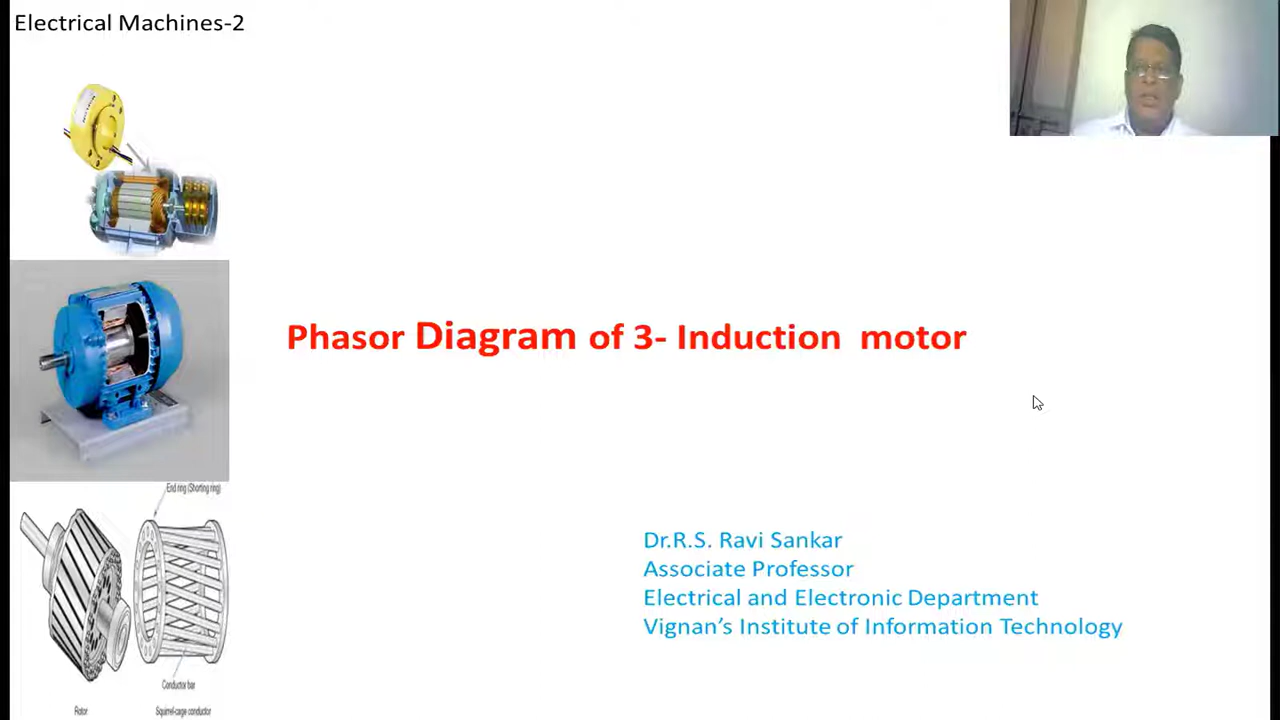 Electrical Machines-2
Phasor Diagram of 3- Induction motor
End ring (Shorting ring)
Conductor bar
Rotor
Squirrel-cage conductor
Dr.R.S. Ravi Sankar
Associate Professor
Electrical and Electronic Department
Vignan's Institute of Information Technology